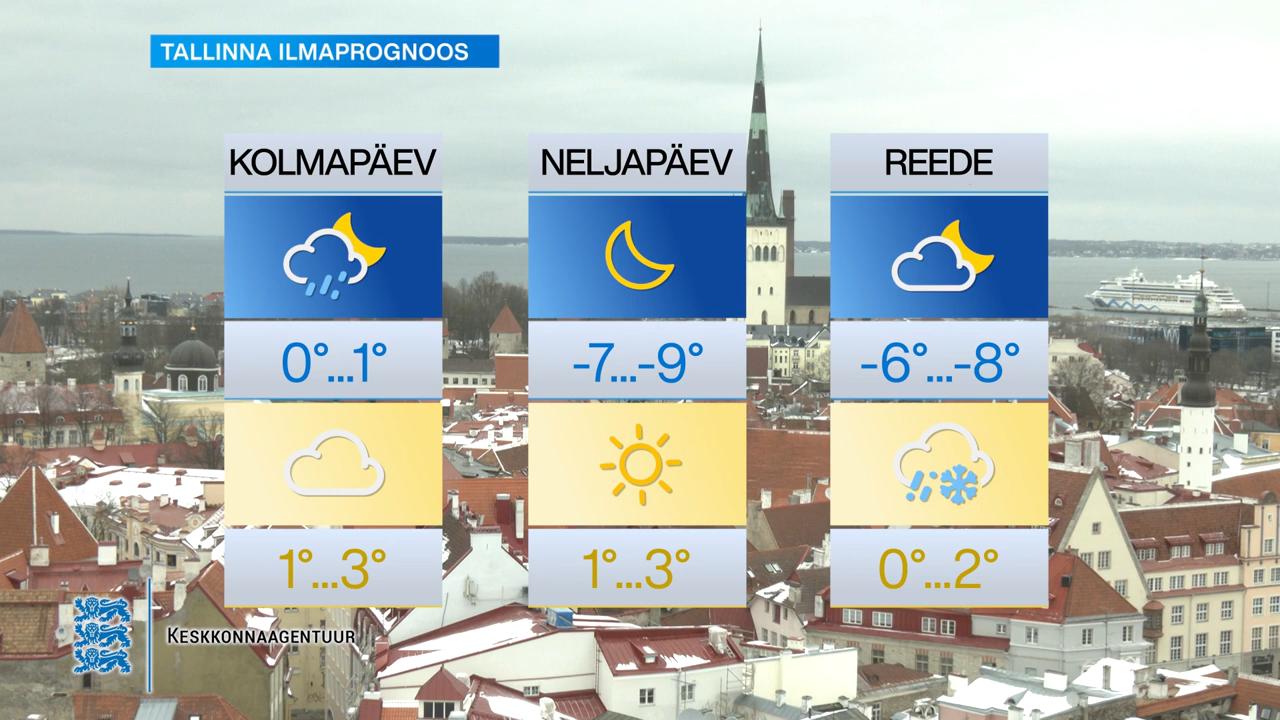 TALLINNA ILMAPROGNOOS
KOLMAPÄEV
0°...1°
1°...3°
NELJAPÄEV
-7...-9°
1°...3°
REEDE
-6°...-8°
0°...2°
KESKKONNAAGENTUUR